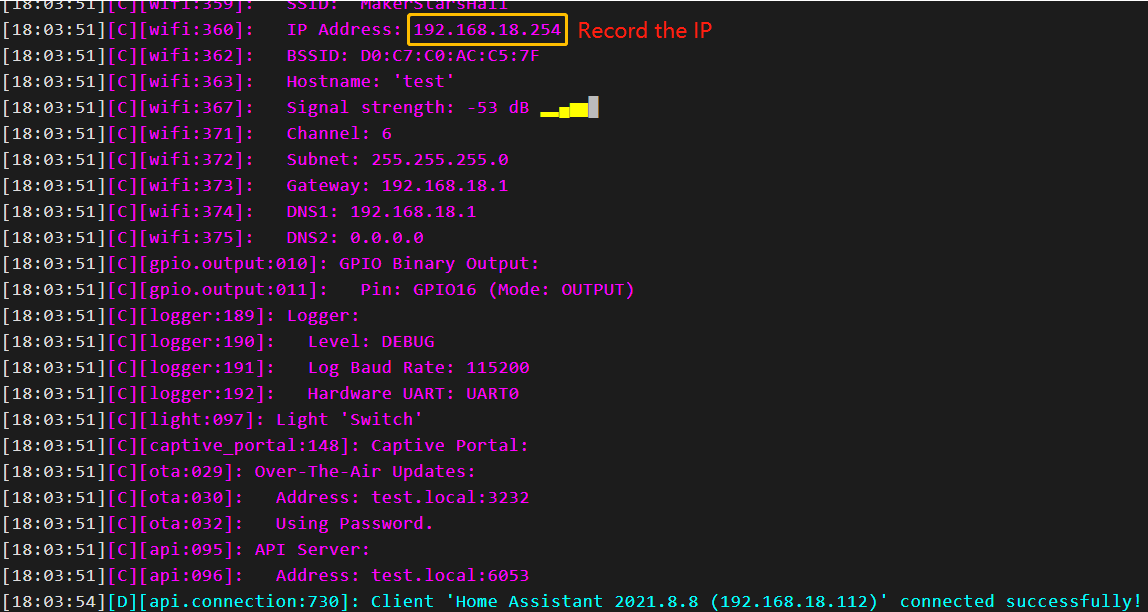 [18:03:51][C][wifi:359]:   SSID: 'MakerStarsHall'
[18:03:51][C][wifi:360]:   IP Address: 192.168.18.254 Record the IP
[18:03:51][C][wifi:362]:   BSSID: D0:C7:C0:AC:C5:7F
[18:03:51][C][wifi:363]:   Hostname: 'test'
[18:03:51][C][wifi:367]:   Signal strength: -53 dB ▂▄▆█
[18:03:51][C][wifi:371]:   Channel: 6
[18:03:51][C][wifi:372]:   Subnet: 255.255.255.0
[18:03:51][C][wifi:373]:   Gateway: 192.168.18.1
[18:03:51][C][wifi:374]:   DNS1: 192.168.18.1
[18:03:51][C][wifi:375]:   DNS2: 0.0.0.0
[18:03:51][C][gpio.output:010]: GPIO Binary Output:
[18:03:51][C][gpio.output:011]:   Pin: GPIO16 (Mode: OUTPUT)
[18:03:51][C][logger:189]: Logger:
[18:03:51][C][logger:190]:   Level: DEBUG
[18:03:51][C][logger:191]:   Log Baud Rate: 115200
[18:03:51][C][logger:192]:   Hardware UART: UART0
[18:03:51][C][light:097]: Light 'Switch'
[18:03:51][C][captive_portal:148]: Captive Portal:
[18:03:51][C][ota:029]: Over-The-Air Updates:
[18:03:51][C][ota:030]:   Address: test.local:3232
[18:03:51][C][ota:032]:   Using Password.
[18:03:51][C][api:095]: API Server:
[18:03:51][C][api:096]:   Address: test.local:6053
[18:03:54][D][api.connection:730]: Client 'Home Assistant 2021.8.8 (192.168.18.112)' connected successfully!